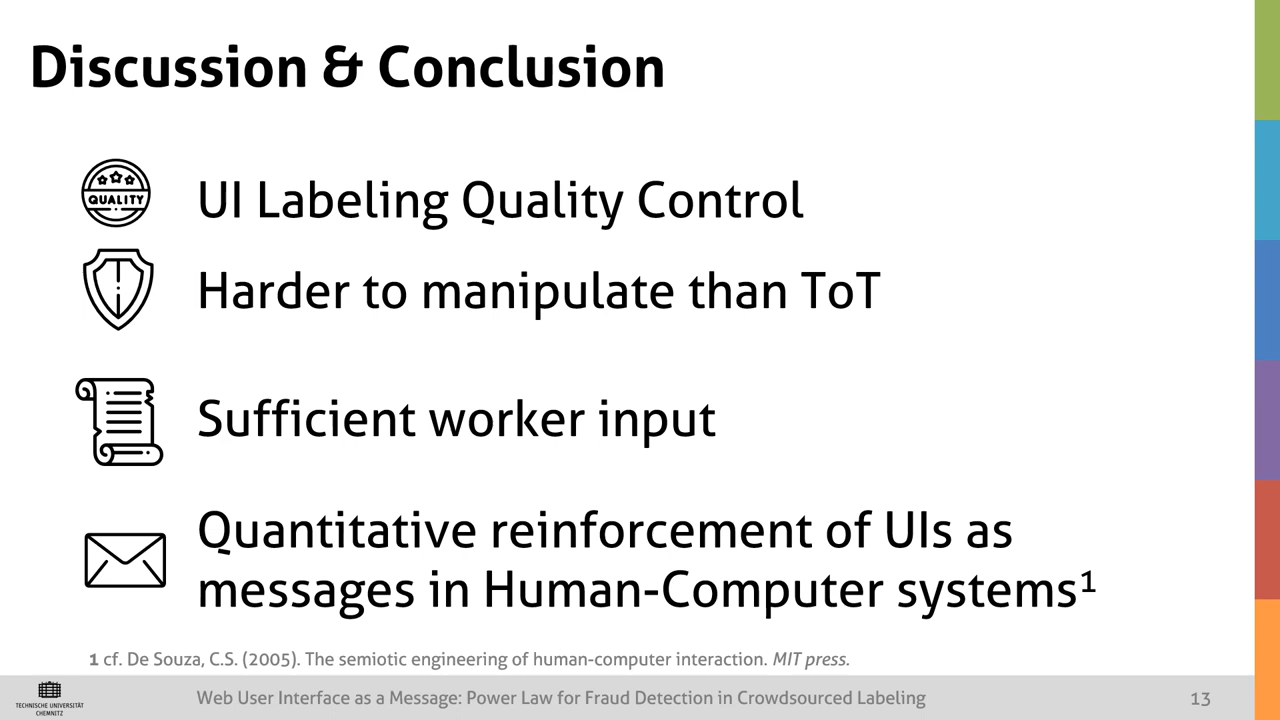 Discussion & Conclusion
QUALITY
UI Labeling Quality Control
Harder to manipulate than ToT
Sufficient worker input
Quantitative reinforcement of UIs as
messages in Human-Computer systems¹
1 cf. De Souza, C.S. (2005). The semiotic engineering of human-computer interaction. MIT press.
TECHNISCHE UNIVERSITÄT
CHEMNITZ
Web User Interface as a Message: Power Law for Fraud Detection in Crowdsourced Labeling
13